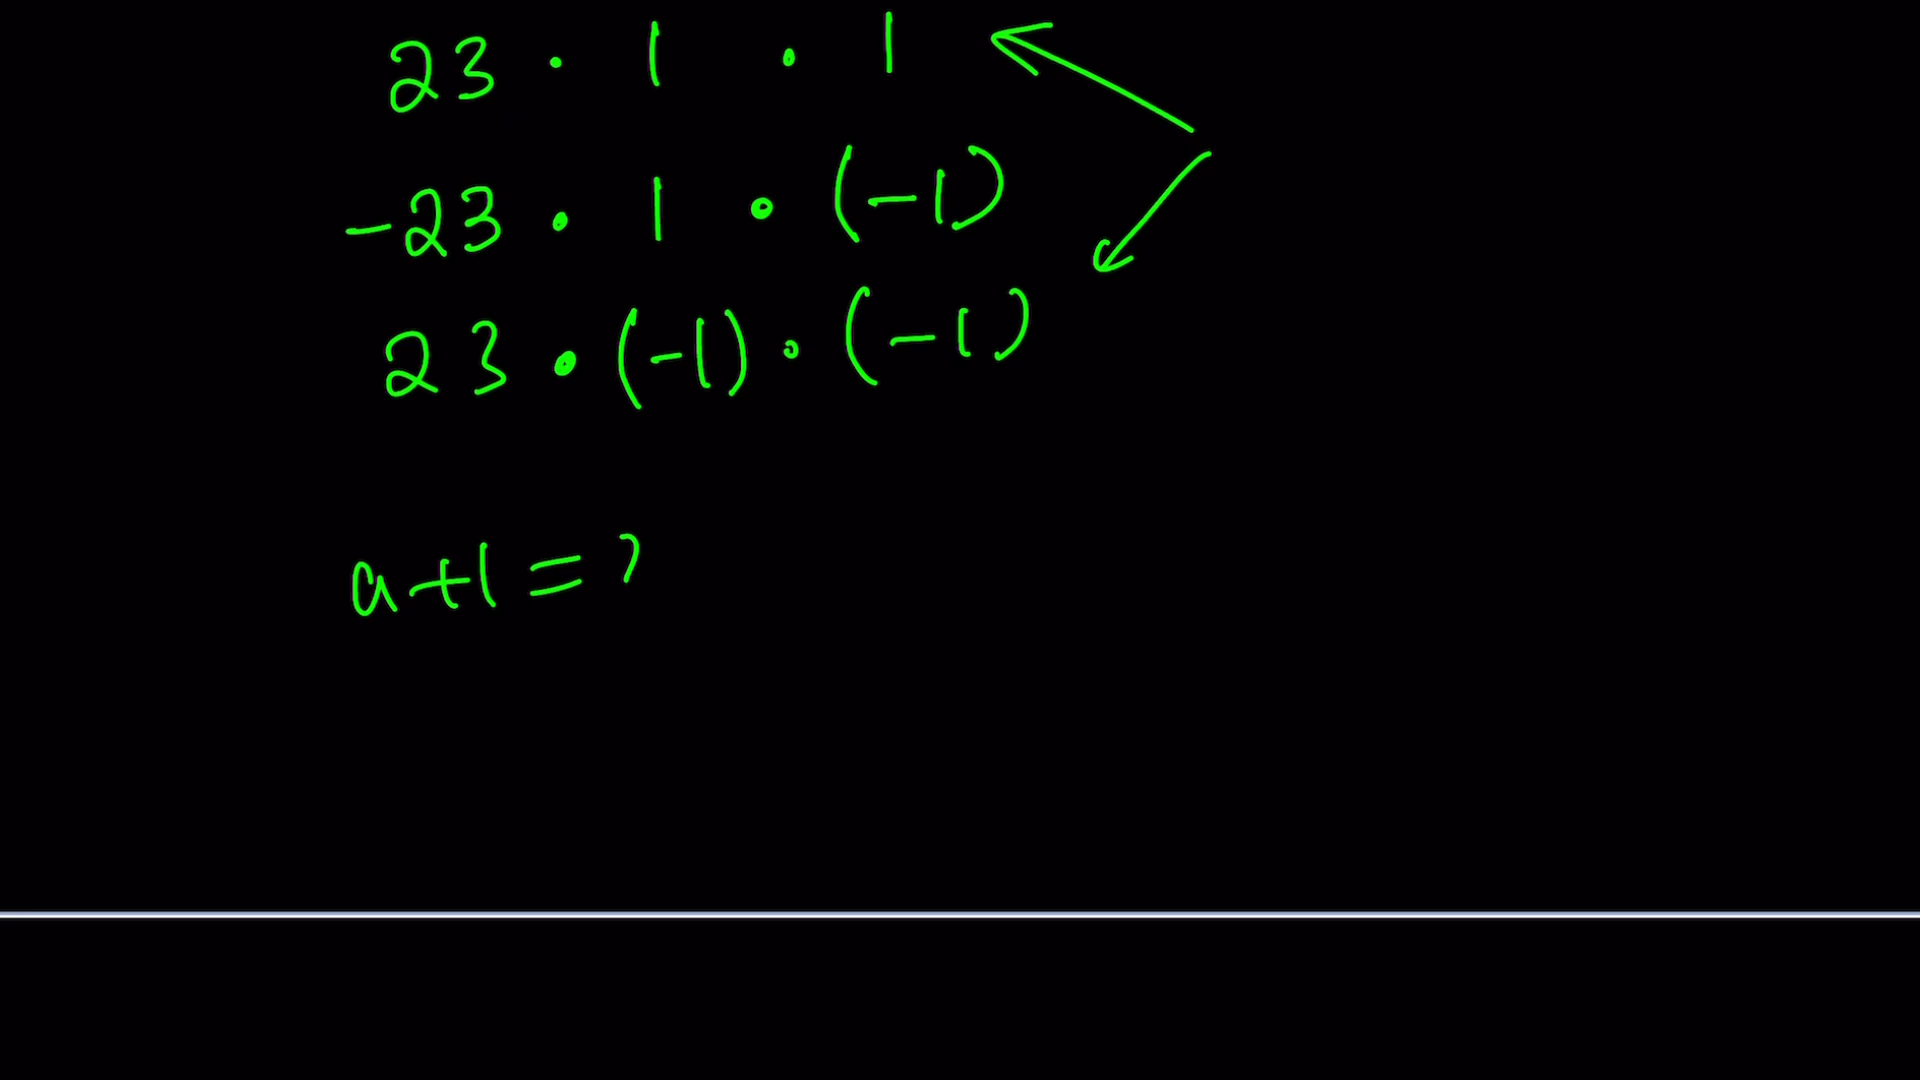 23 · 1 · 1
-23 · 1 · (-1)
23 · (-1) · (-1)
a+1 =